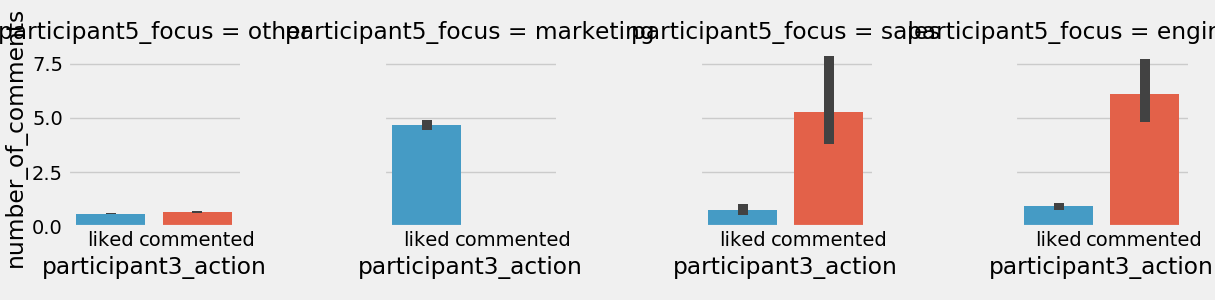 participant5_focus = other
participant5_focus = marketing
participant5_focus = sales
participant5_focus = engin
number_of_comments
7.5
5.0
2.5
0.0
liked commented
liked commented
liked commented
liked commented
participant3_action
participant3_action
participant3_action
participant3_action